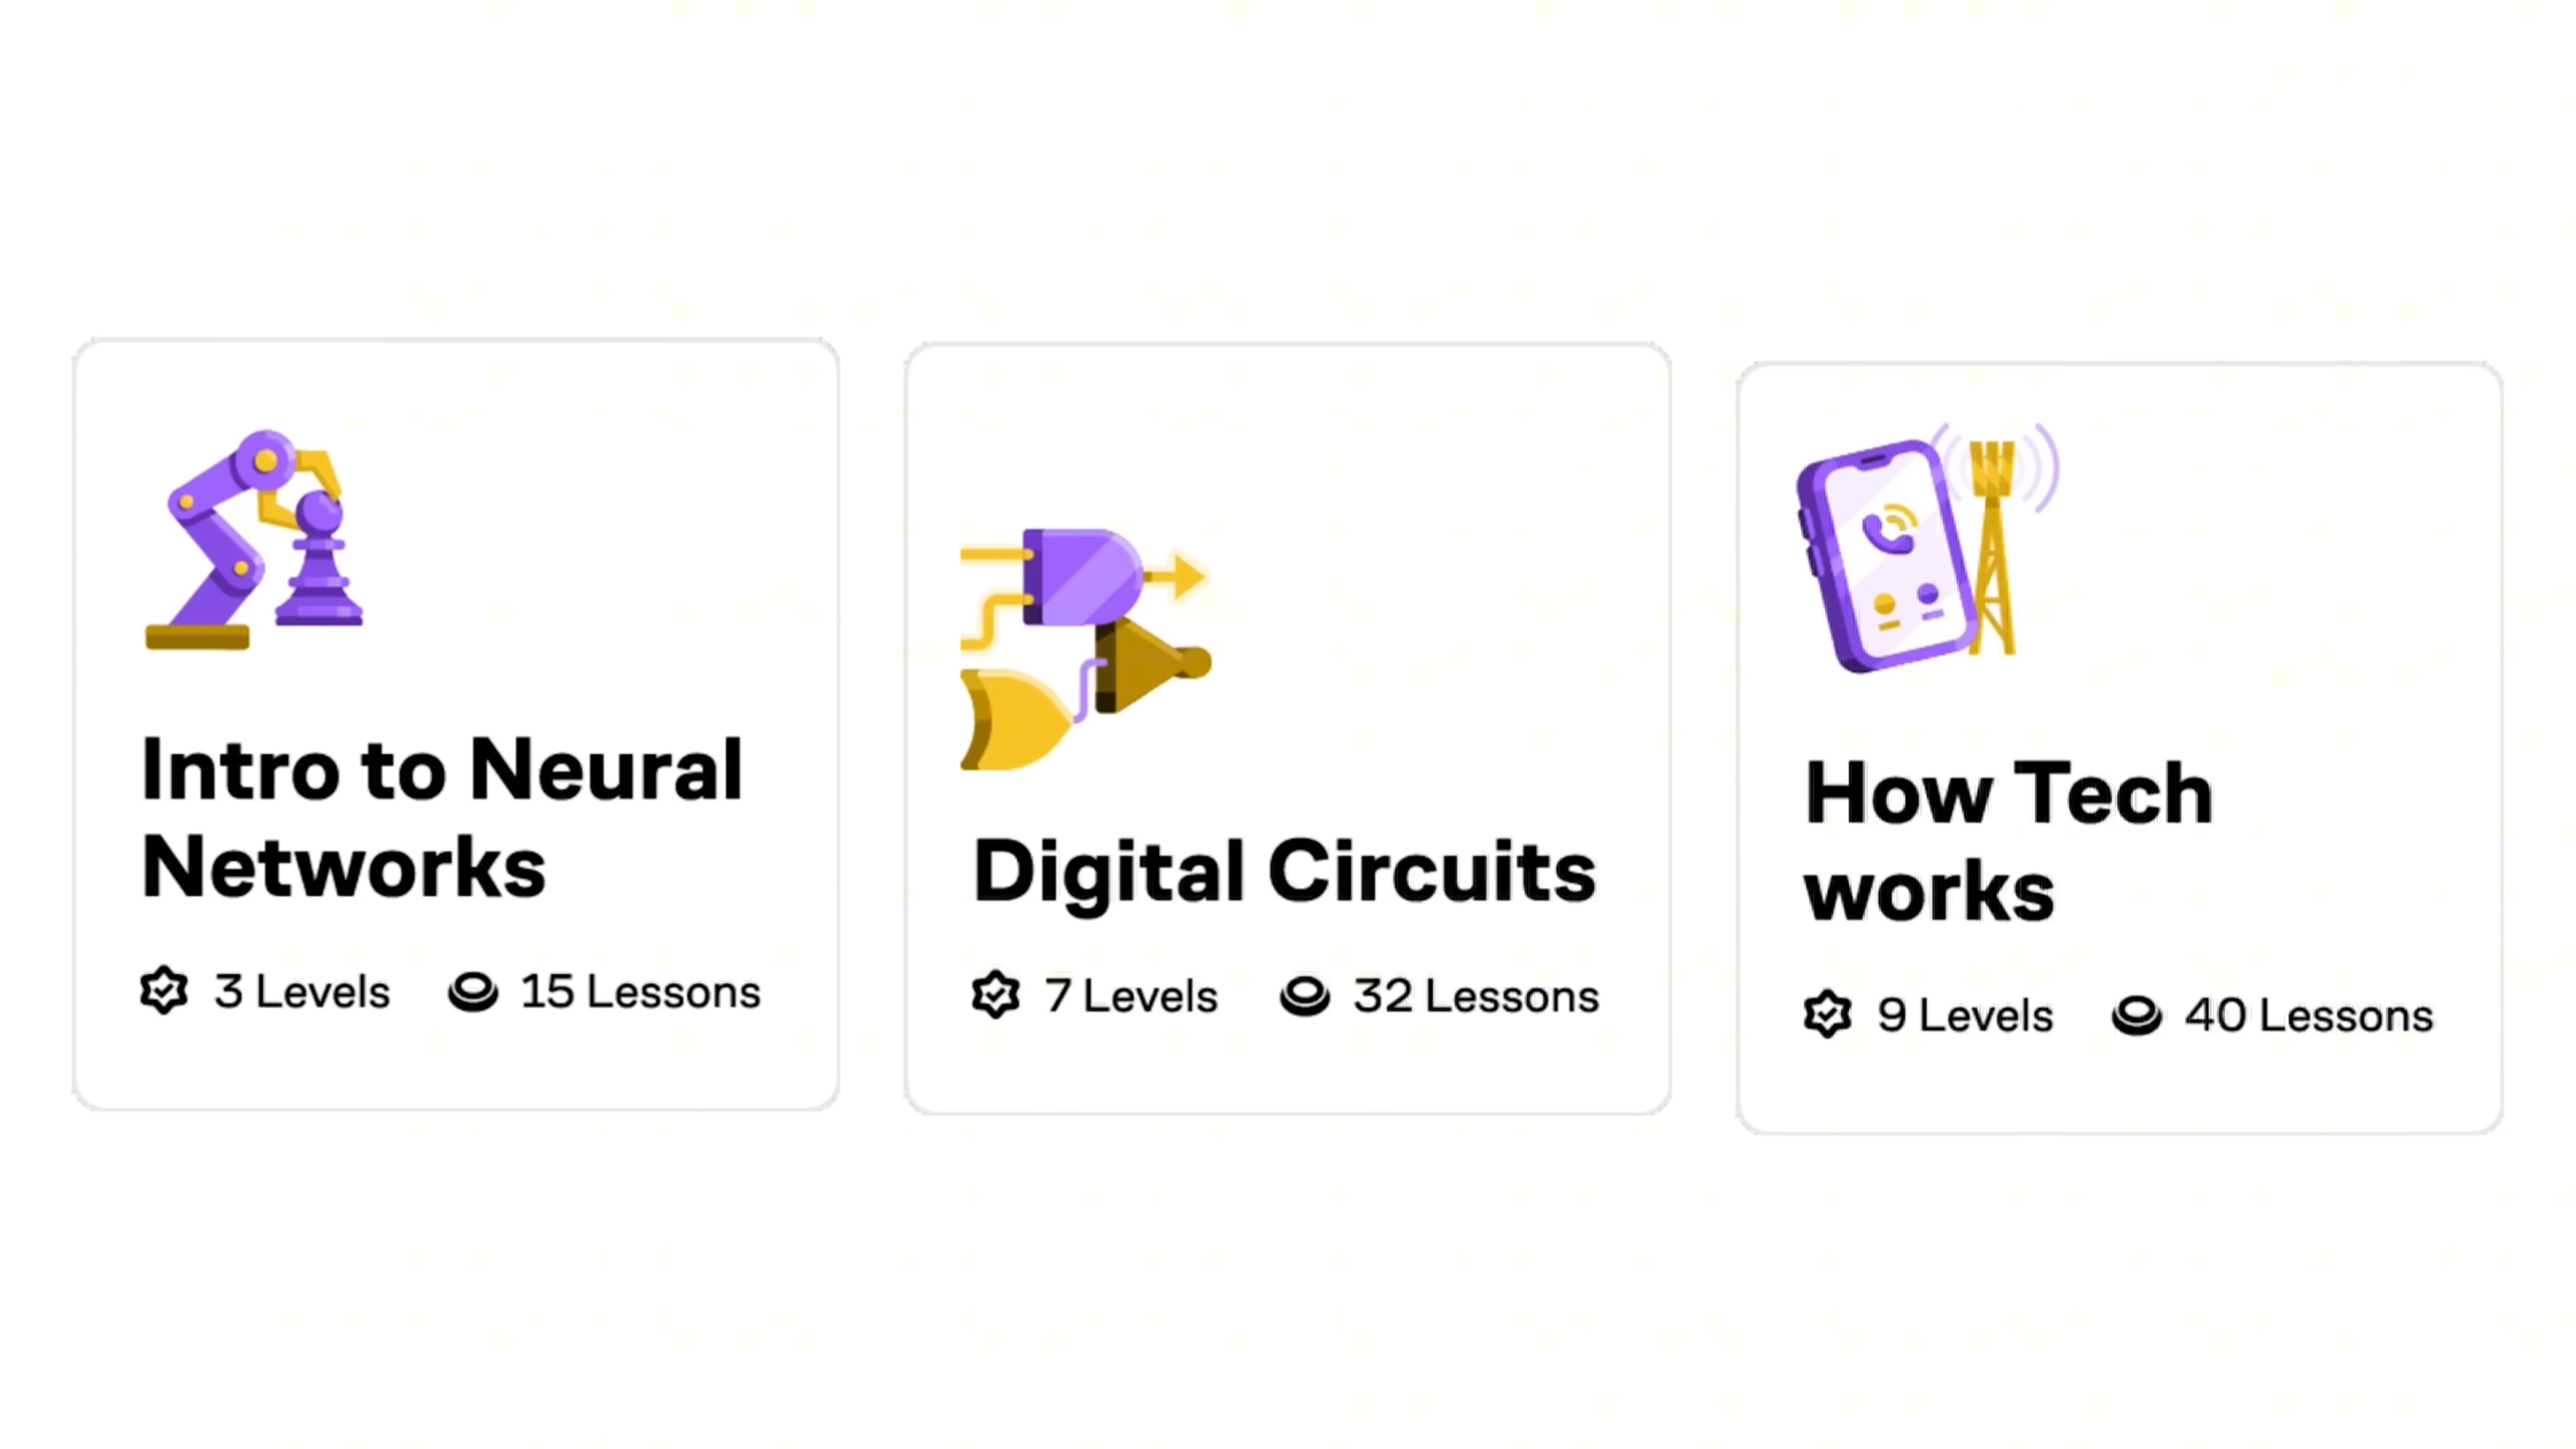 Intro to Neural
Networks
3 Levels
15 Lessons
Digital Circuits
7 Levels
32 Lessons
How Tech
works
9 Levels
40 Lessons